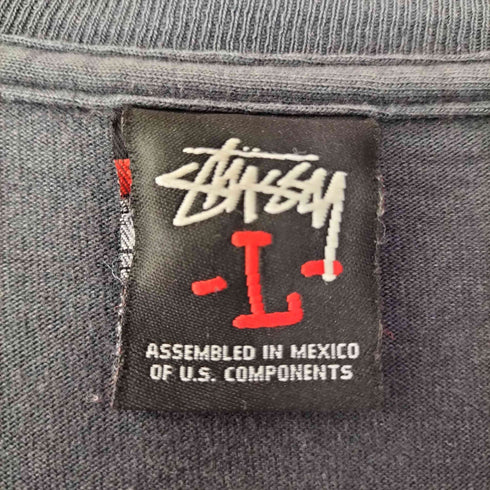 STÜSSY
-L-
ASSEMBLED IN MEXICO
OF U.S. COMPONENTS